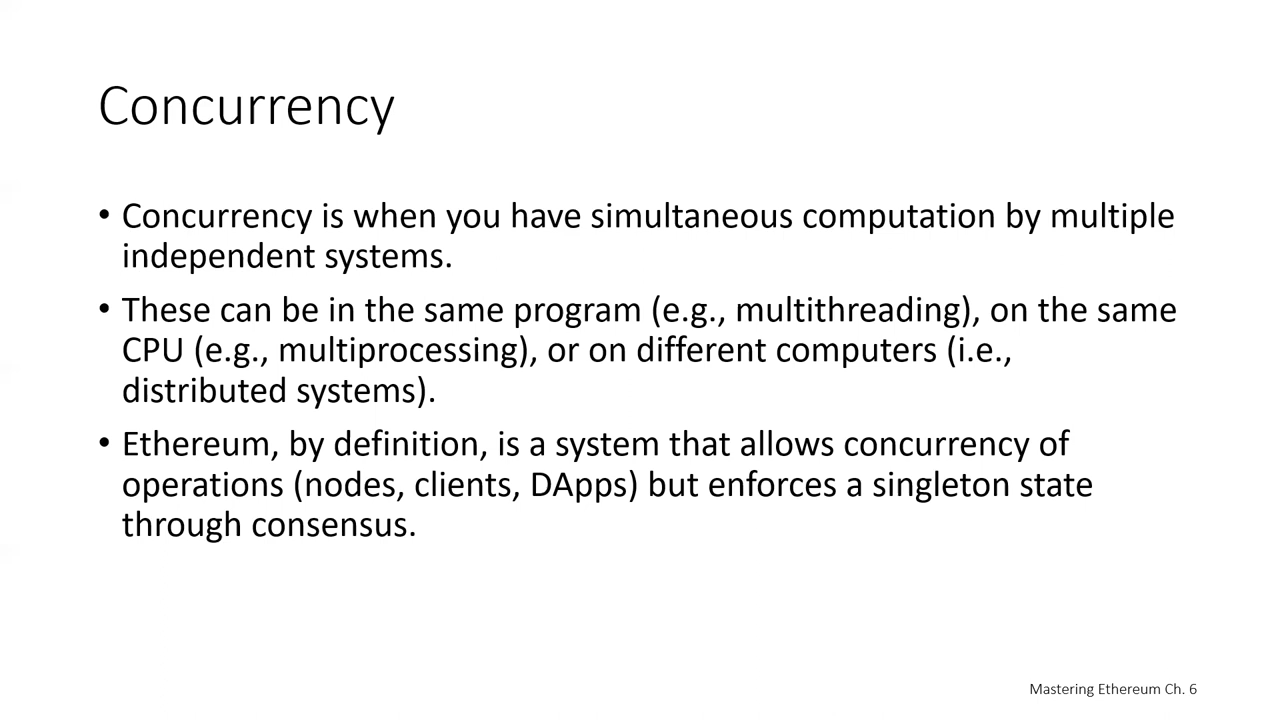 Concurrency
• Concurrency is when you have simultaneous computation by multiple
independent systems.
• These can be in the same program (e.g., multithreading), on the same
CPU (e.g., multiprocessing), or on different computers (i.e.,
distributed systems).
• Ethereum, by definition, is a system that allows concurrency of
operations (nodes, clients, DApps) but enforces a singleton state
through consensus.
Mastering Ethereum Ch. 6